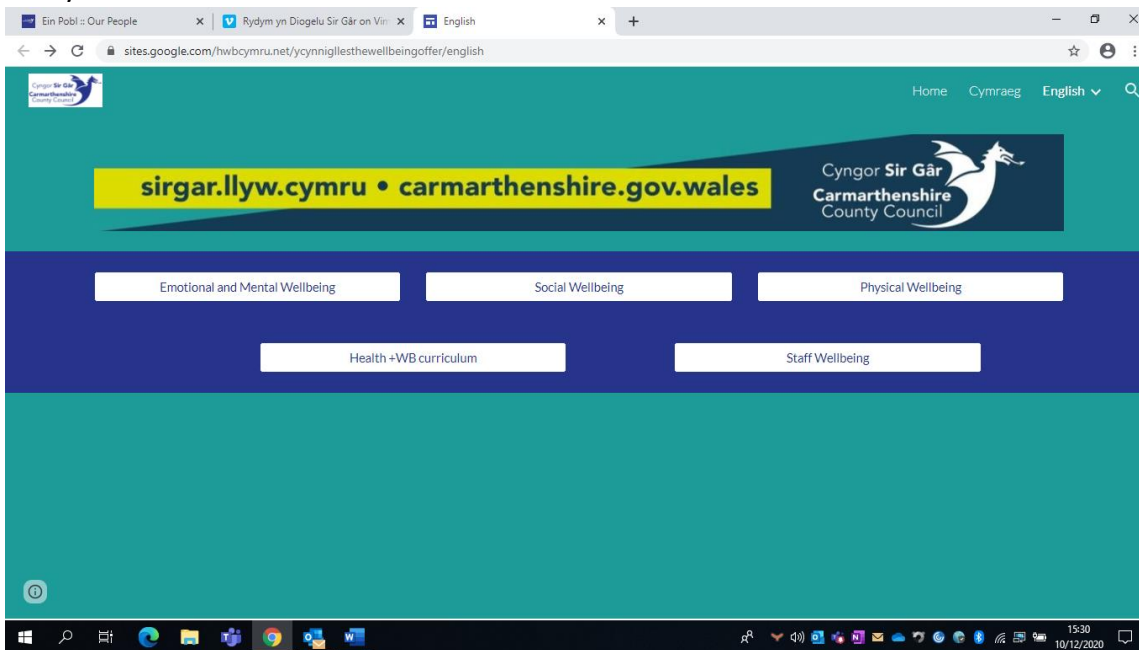 Ein Pobl :: Our People
Rydym yn Diogelu Sir Gâr on Vim
English
sites.google.com/hwbcymru.net/ycynnigllesthewellbeingoffer/english
Cyngor Sir Gâr
Carmarthenshire
County Council
Home Cymraeg English
sirgar.llyw.cymru • carmarthenshire.gov.wales
Cyngor Sir Gâr
Carmarthenshire
County Council
Emotional and Mental Wellbeing
Social Wellbeing
Physical Wellbeing
Health +WB curriculum
Staff Wellbeing
15:30
10/12/2020